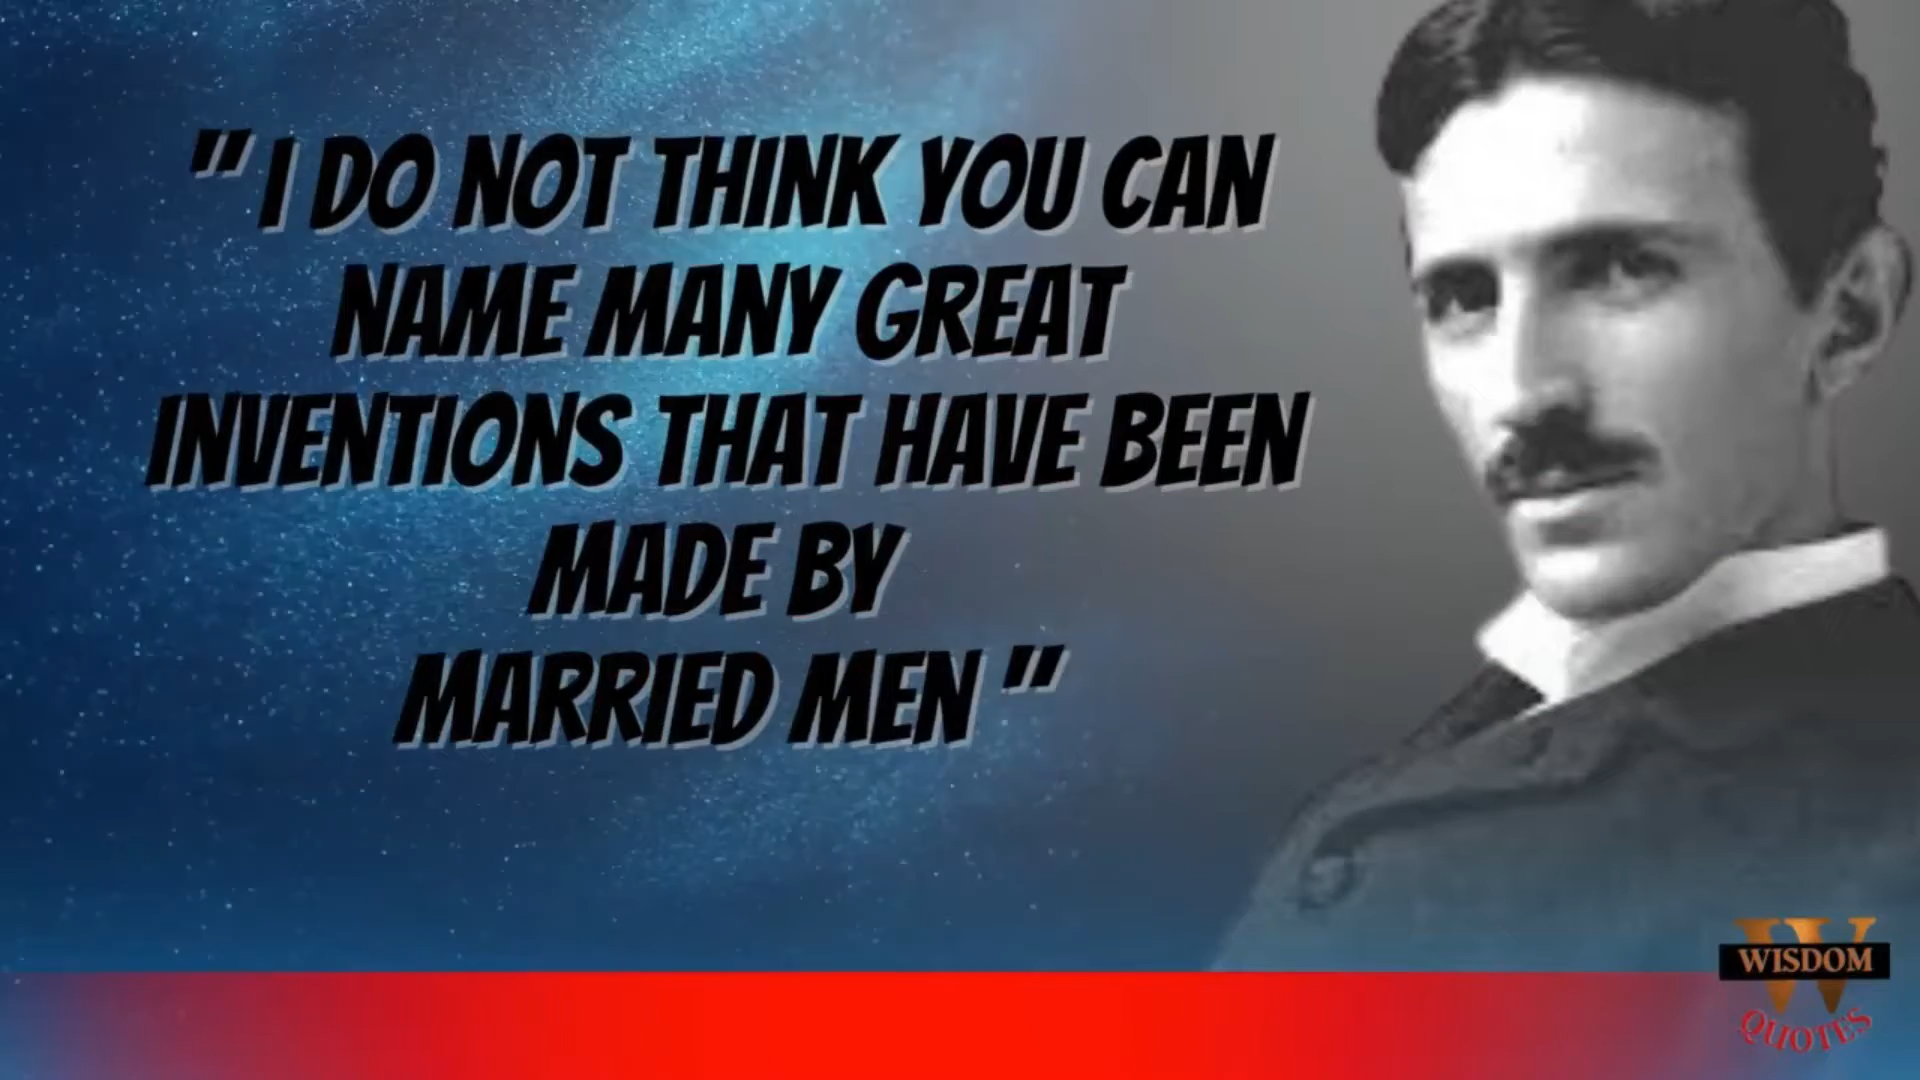 " I DO NOT THINK YOU CAN
NAME MANY GREAT
INVENTIONS THAT HAVE BEEN
MADE BY
MARRIED MEN "
W
WISDOM
QUOTES